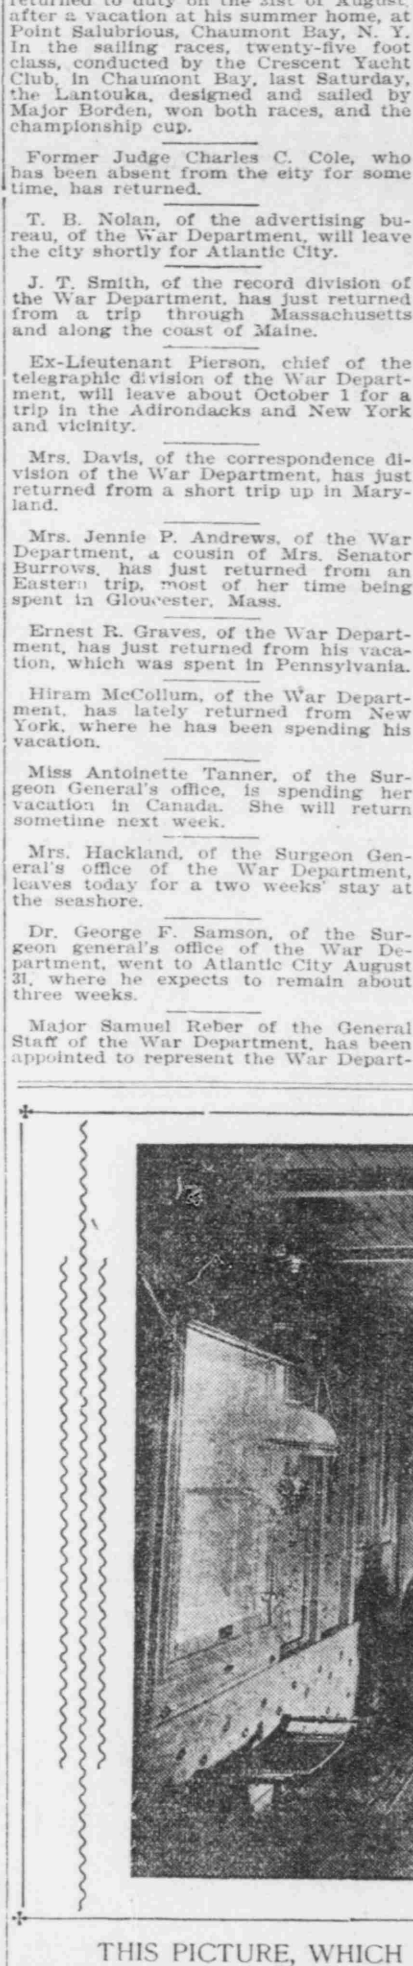 returned to duty on the 31st of August,
after a vacation at his summer home, at
Point Salubrious, Chaumont Bay, N. Y.
In the sailing races, twenty-five foot
class, conducted by the Crescent Yacht
Club, in Chaumont Bay, last Saturday,
the Lantouka, designed and sailed by
Major Borden, won both races, and the
championship cup.
Former Judge Charles C. Cole, who
has been absent from the eity for some
time, has returned.
T. B. Nolan, of the advertising bu-
reau, of the War Department, will leave
the city shortly for Atlantic City.
J. T. Smith, of the record division of
the War Department, has just returned
from a trip through Massachusetts
and along the coast of Maine.
Ex-Lieutenant Pierson, chief of the
telegraphic division of the War Depart-
ment, will leave about October 1 for a
trip in the Adirondacks and New York
and vicinity.
Mrs. Davis, of the correspondence di-
vision of the War Department, has just
returned from a short trip up in Mary-
land.
Mrs. Jennie P. Andrews, of the War
Department, a cousin of Mrs. Senator
Burrows, has just returned from an
Eastern trip, most of her time being
spent in Gloucester, Mass.
Ernest R. Graves, of the War Depart-
ment, has just returned from his vaca-
tion, which was spent in Pennsylvania.
Hiram McCollum, of the War Depart-
ment, has lately returned from New
York, where he has been spending his
vacation.
Miss Antoinette Tanner, of the Sur-
geon General's office, is spending her
vacation in Canada. She will return
sometime next week.
Mrs. Hackland, of the Surgeon Gen-
eral's office of the War Department,
leaves today for a two weeks' stay at
the seashore.
Dr. George F. Samson, of the Sur-
geon general's office of the War De-
partment, went to Atlantic City August
31, where he expects to remain about
three weeks.
Major Samuel Reber of the General
Staff of the War Department, has been
appointed to represent the War Depart-
THIS PICTURE, WHICH